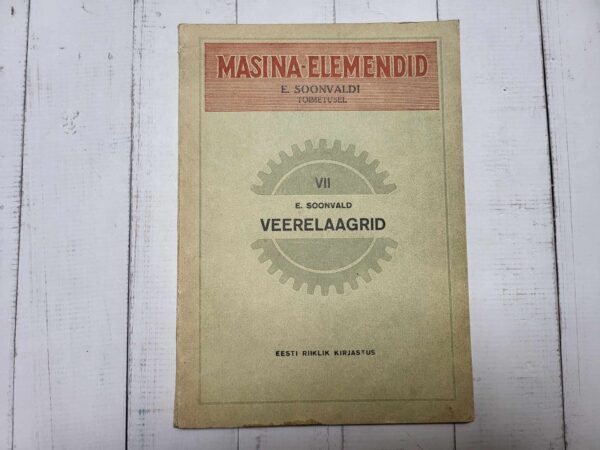 MASINA-ELEMENDID
E. SOONVALDI
TOIMETUSEL
VII
E. SOONVALD
VEERELAAGRID
EESTI RIIKLIK KIRJASTUS